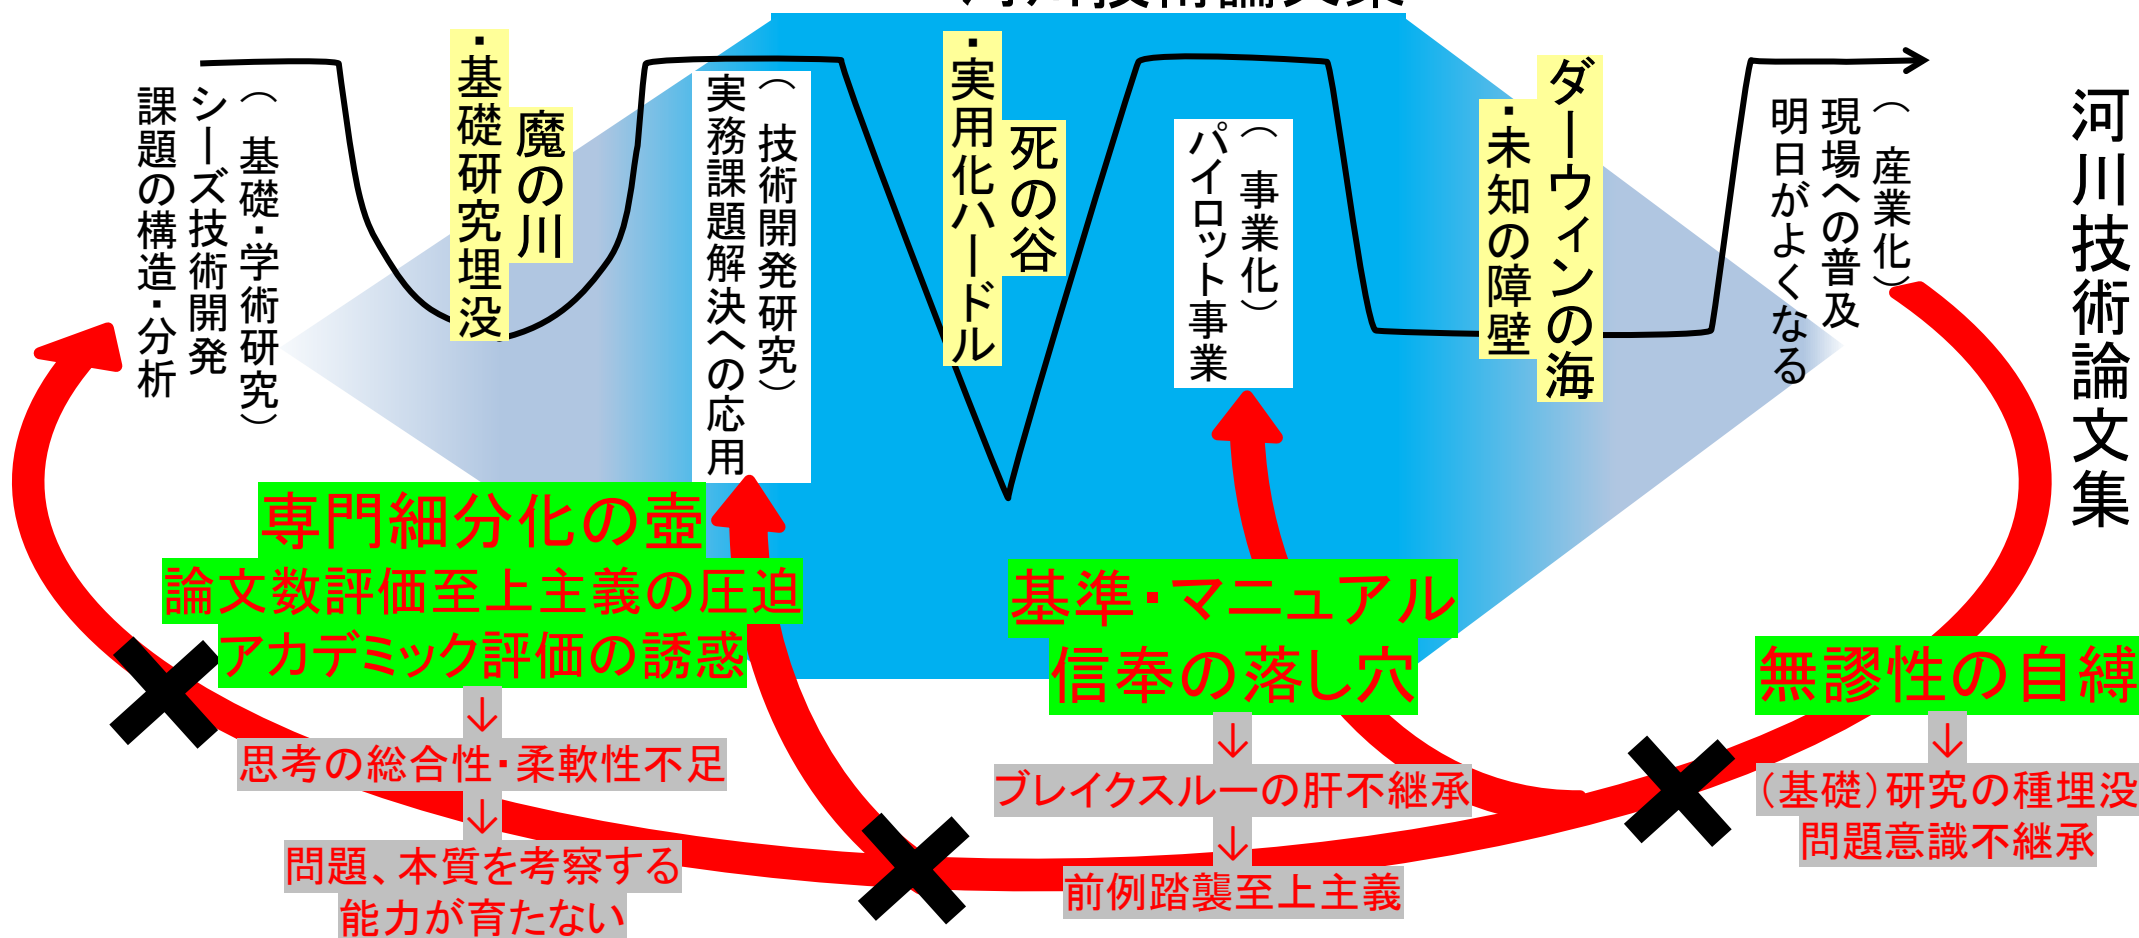 河川技術論文集
（基礎・学術研究）
シーズ技術開発
課題の構造・分析
魔の川
・基礎研究埋没
（技術開発研究）
実務課題解決への応用
死の谷
・実用化ハードル
（事業化）
パイロット事業
ダーウィンの海
・未知の障壁
（産業化）
現場への普及
明日がよくなる
河川技術論文集
専門細分化の壺
論文数評価至上主義の圧迫
アカデミック評価の誘惑
↓
思考の総合性・柔軟性不足
↓
問題、本質を考察する
能力が育たない
基準・マニュアル
信奉の落し穴
↓
ブレイクスルーの肝不継承
↓
前例踏襲至上主義
無謬性の自縛
↓
（基礎）研究の種埋没
問題意識不継承